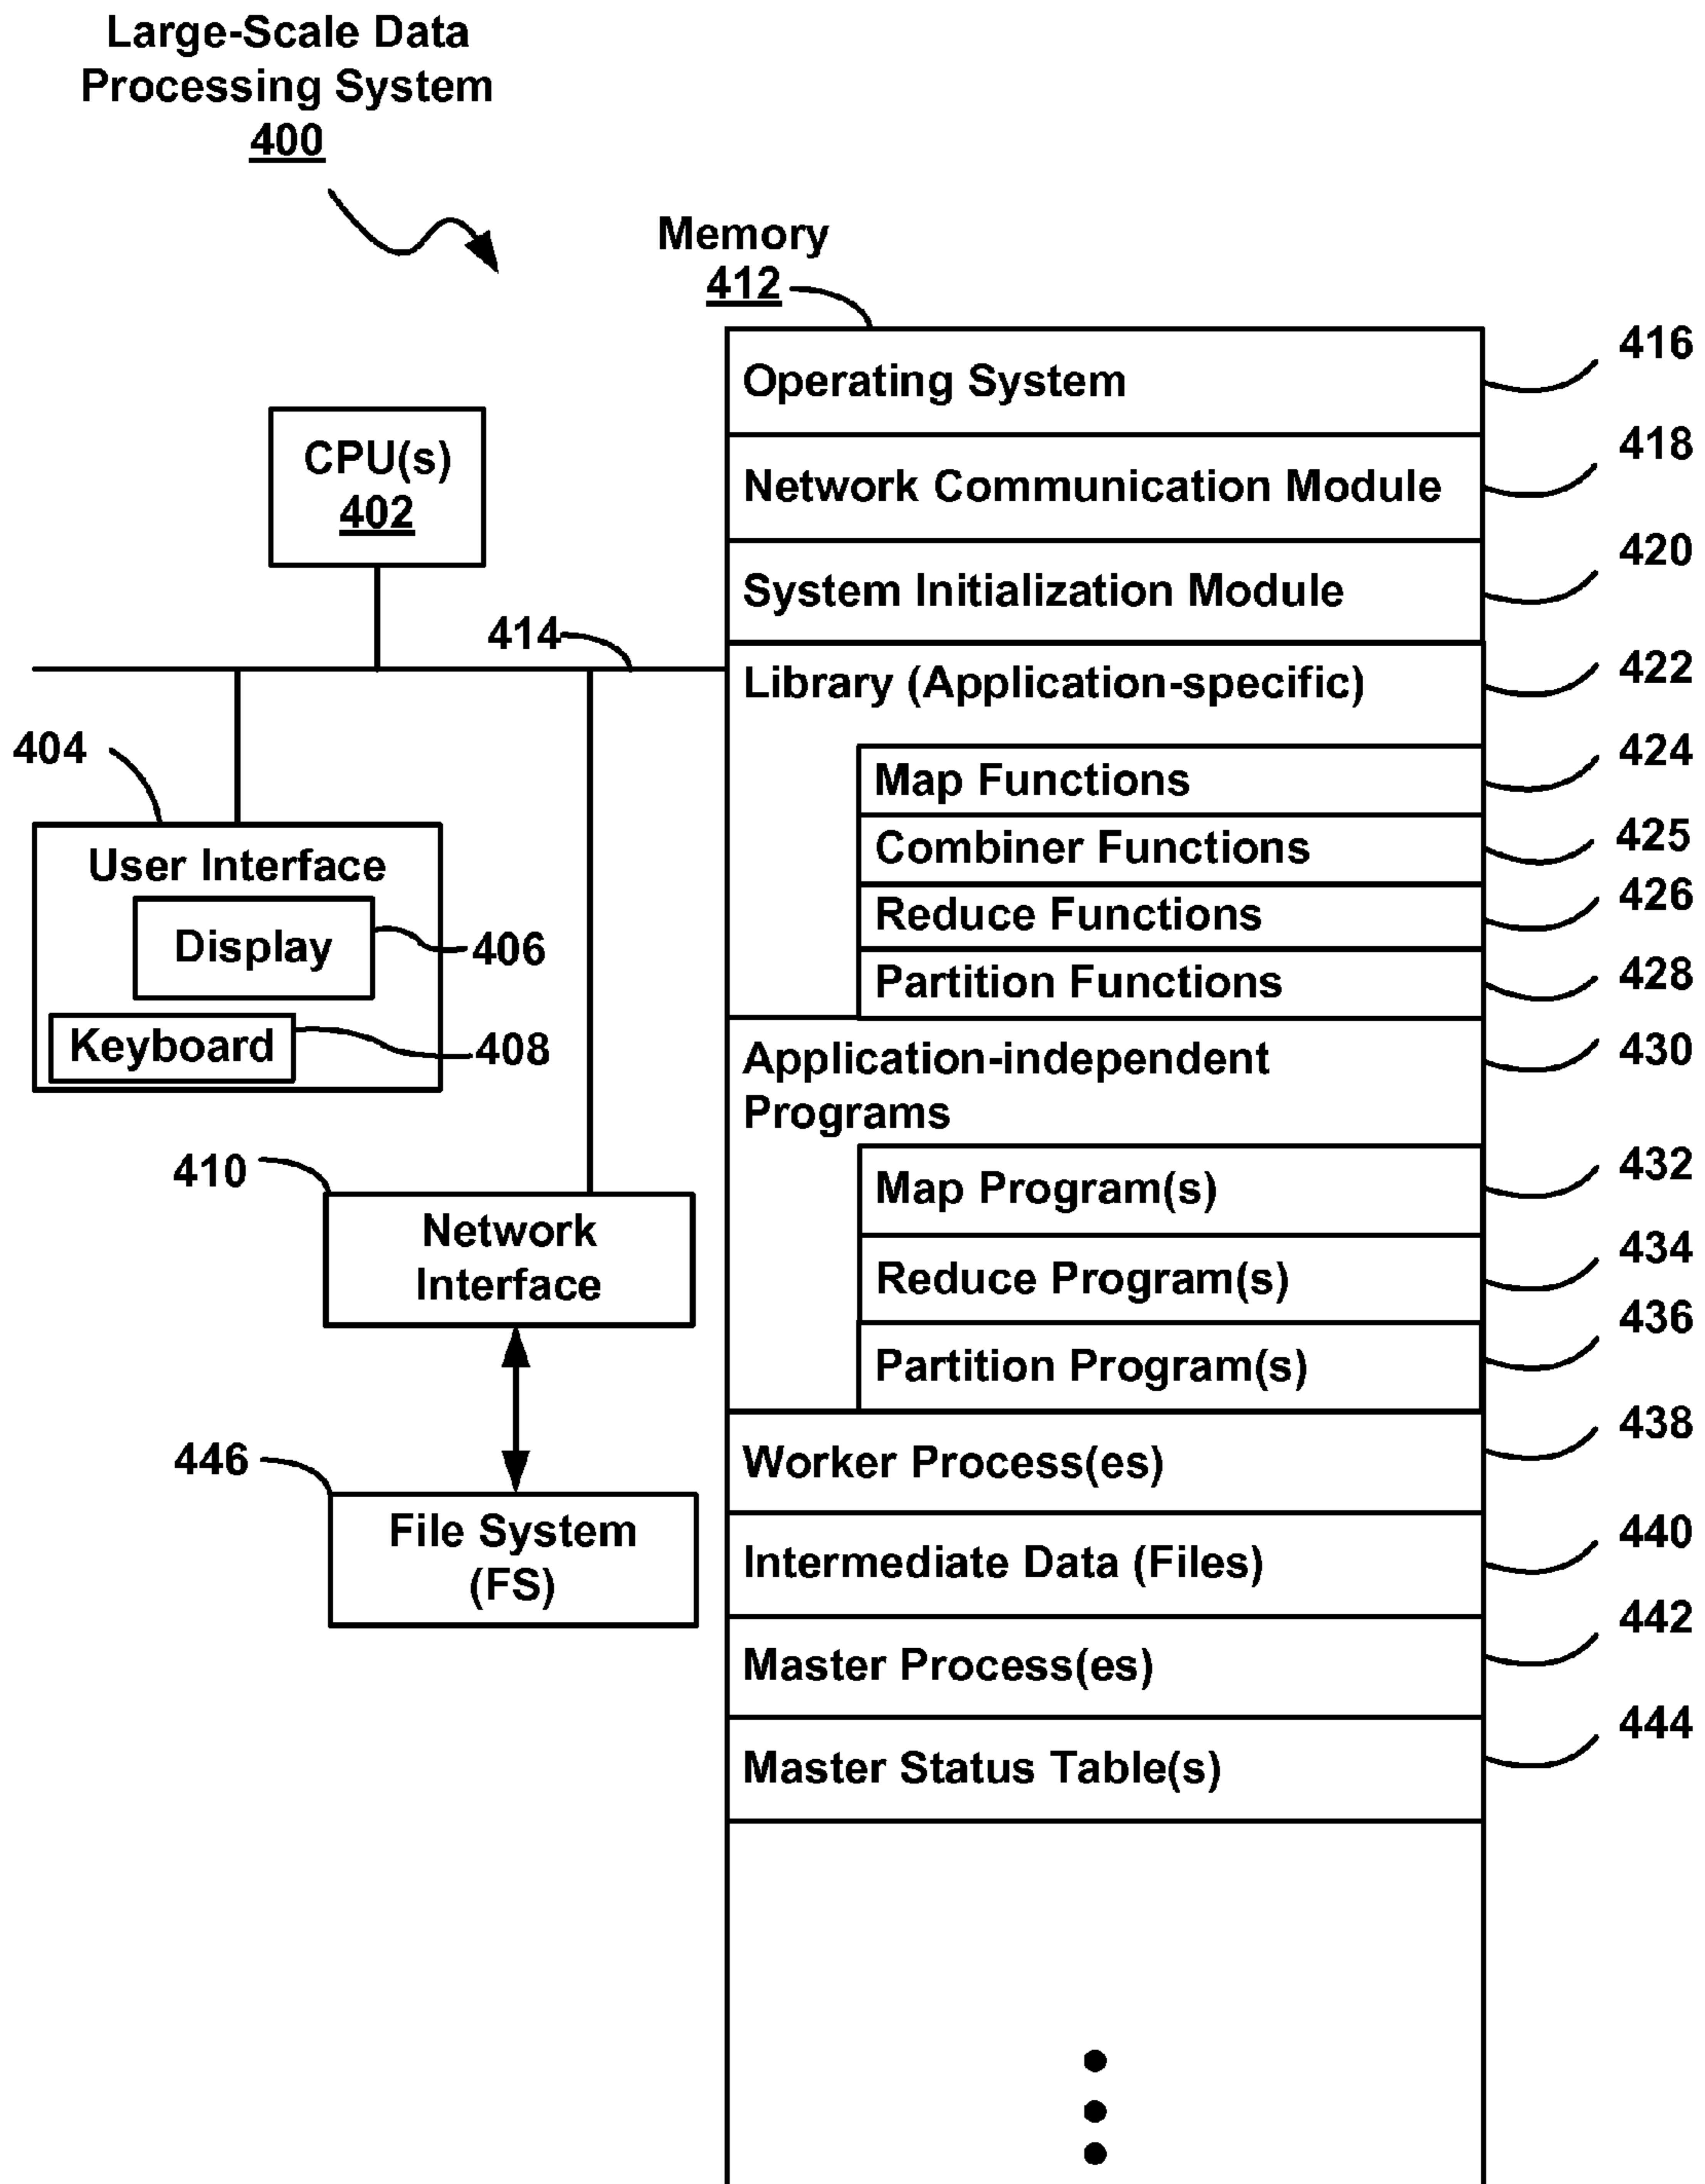 Large-Scale Data
Processing System
400
Memory
412
Operating System
416
Network Communication Module
418
System Initialization Module
420
Library (Application-specific)
422
Map Functions
424
Combiner Functions
425
Reduce Functions
426
Partition Functions
428
Application-independent
Programs
430
Map Program(s)
432
Reduce Program(s)
434
Partition Program(s)
436
Worker Process(es)
438
Intermediate Data (Files)
440
Master Process(es)
442
Master Status Table(s)
444
CPU(s)
402
414
404
User Interface
Display
406
Keyboard
408
410
Network
Interface
446
File System
(FS)